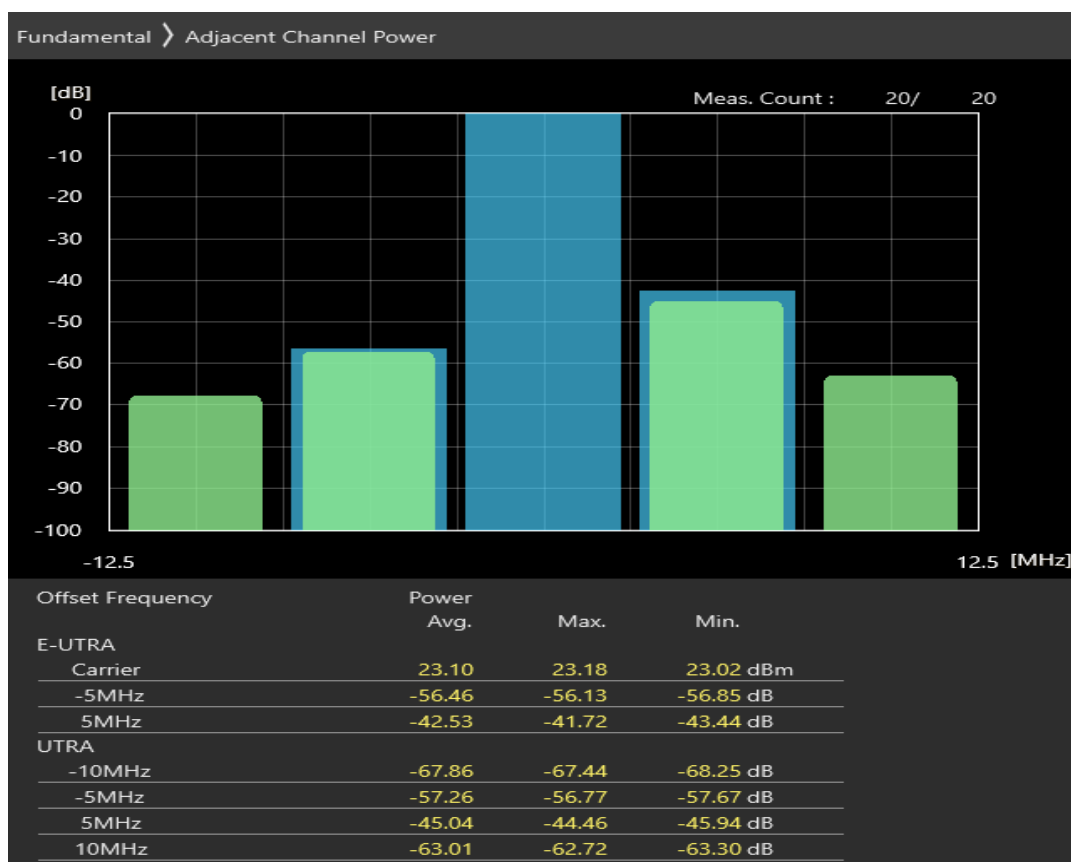 Fundamental ❯ Adjacent Channel Power
[dB]
Meas. Count : 20/ 20
0
-10
-20
-30
-40
-50
-60
-70
-80
-90
-100
-12.5 12.5 [MHz]
Offset Frequency Power
Avg. Max. Min.
E-UTRA
Carrier 23.10 23.18 23.02 dBm
-5MHz -56.46 -56.13 -56.85 dB
5MHz -42.53 -41.72 -43.44 dB
UTRA
-10MHz -67.86 -67.44 -68.25 dB
-5MHz -57.26 -56.77 -57.67 dB
5MHz -45.04 -44.46 -45.94 dB
10MHz -63.01 -62.72 -63.30 dB